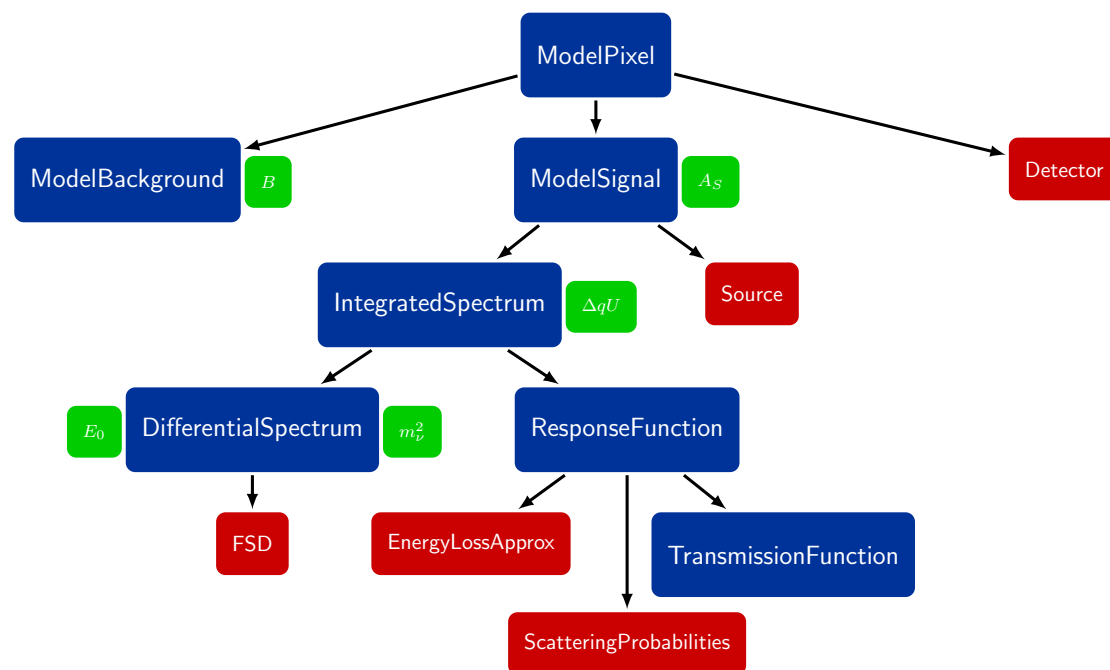 ModelPixel
ModelBackground
B
ModelSignal
A_S
Detector
IntegratedSpectrum
ΔqU
Source
E_0
DifferentialSpectrum
m_ν^2
ResponseFunction
FSD
EnergyLossApprox
TransmissionFunction
ScatteringProbabilities